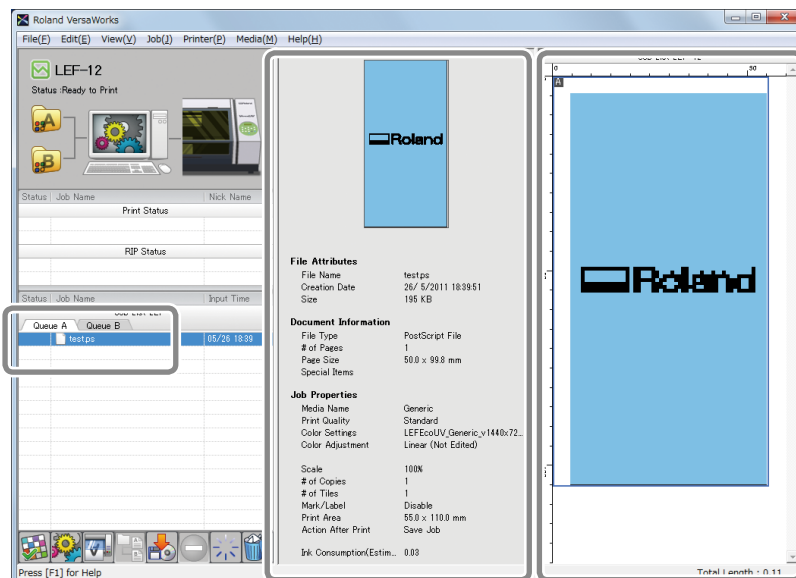 Roland VersaWorks
File(F) Edit(E) View(V) Job(J) Printer(P) Media(M) Help(H)
LEF-12
Status :Ready to Print
A
B
Status Job Name Nick Name
Print Status
RIP Status
Status Job Name Input Time
Queue A Queue B
test.ps 05/26 18:39
Press [F1] for Help
Roland
File Attributes
File Name test.ps
Creation Date 26/ 5/2011 18:39:51
Size 195 KB
Document Information
File Type PostScript File
# of Pages 1
Page Size 50.0 x 99.8 mm
Special Items
Job Properties
Media Name Generic
Print Quality Standard
Color Settings LEFEcoUV_Generic_v1440x72...
Color Adjustment Linear (Not Edited)
Scale 100%
# of Copies 1
# of Tiles 1
Mark/Label Disable
Print Area 55.0 x 110.0 mm
Action After Print Save Job
Ink Consumption(Estim... 0.03
0 50
A
Roland
Total Length : 0.11